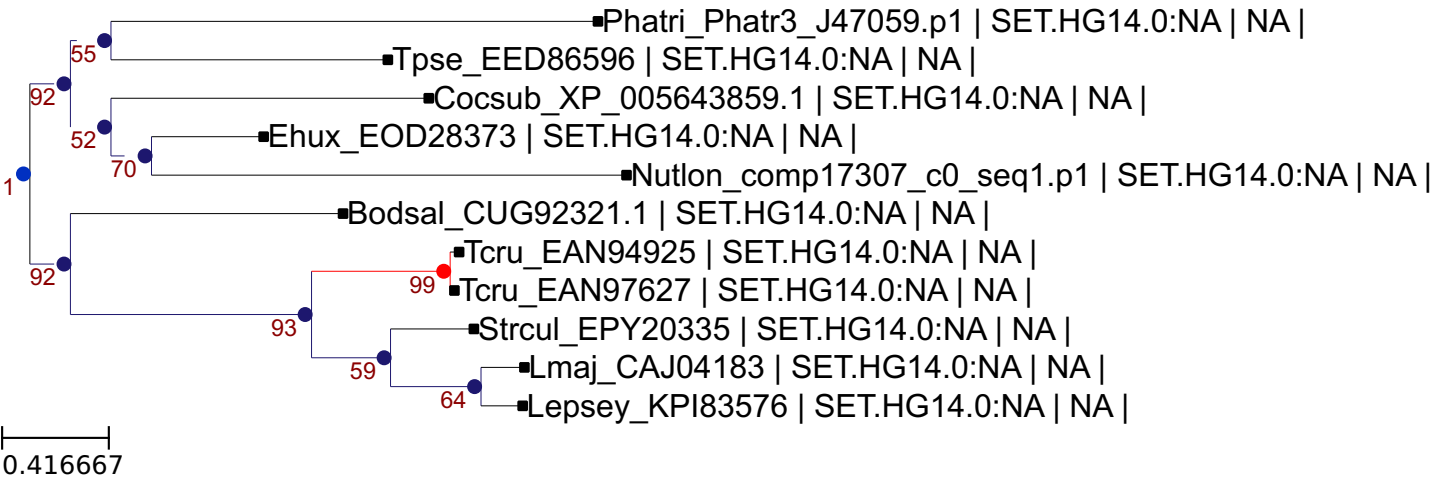 Phatri_Phatr3_J47059.p1 | SET.HG14.0:NA | NA |
55
Tpse_EED86596 | SET.HG14.0:NA | NA |
92
Cocsub_XP_005643859.1 | SET.HG14.0:NA | NA |
52
Ehux_EOD28373 | SET.HG14.0:NA | NA |
70
Nutlon_comp17307_c0_seq1.p1 | SET.HG14.0:NA | NA |
1
Bodsal_CUG92321.1 | SET.HG14.0:NA | NA |
Tcru_EAN94925 | SET.HG14.0:NA | NA |
92
99
Tcru_EAN97627 | SET.HG14.0:NA | NA |
93
Strcul_EPY20335 | SET.HG14.0:NA | NA |
59
Lmaj_CAJ04183 | SET.HG14.0:NA | NA |
64
Lepsey_KPI83576 | SET.HG14.0:NA | NA |
0.416667